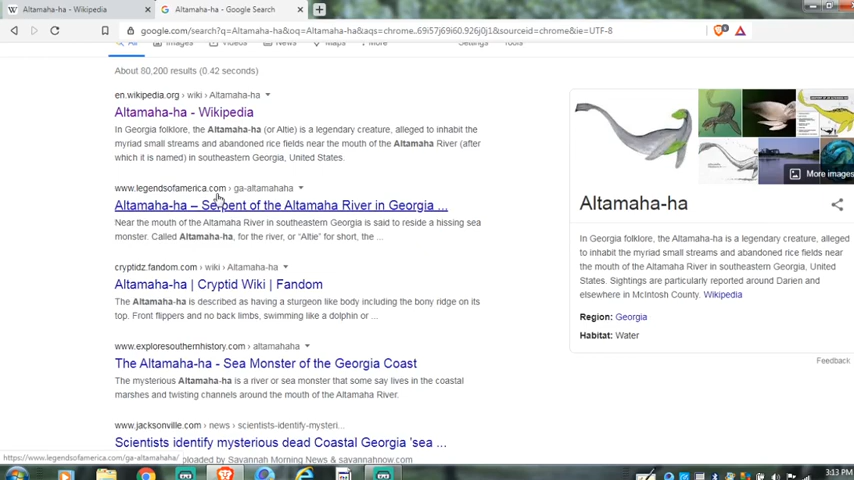 Altamaha-ha - Wikipedia
Altamaha-ha - Google Search
google.com/search?q=Altamaha-ha&oq=Altamaha-ha&aqs=chrome..69i57j69i60.926j0j1&sourceid=chrome&ie=UTF-8
All Images Videos News Maps More Settings Tools
About 80,200 results (0.42 seconds)
en.wikipedia.org › wiki › Altamaha-ha
Altamaha-ha - Wikipedia
In Georgia folklore, the Altamaha-ha (or Altie) is a legendary creature, alleged to inhabit the
myriad small streams and abandoned rice fields near the mouth of the Altamaha River (after
which it is named) in southeastern Georgia, United States.
www.legendsofamerica.com › ga-altamahaha
Altamaha-ha – Serpent of the Altamaha River in Georgia ...
Near the mouth of the Altamaha River in southeastern Georgia is said to reside a hissing sea
monster. Called Altamaha-ha, for the river, or “Altie” for short, the ...
cryptidz.fandom.com › wiki › Altamaha-ha
Altamaha-ha | Cryptid Wiki | Fandom
The Altamaha-ha is described as having a sturgeon like body including the bony ridge on its
top. Front flippers and no back limbs, swimming like a dolphin or ...
www.exploresouthernhistory.com › altamahaha
The Altamaha-ha - Sea Monster of the Georgia Coast
The mysterious Altamaha-ha is a river or sea monster that some say lives in the coastal
marshes and twisting channels around the mouth of the Altamaha River.
www.jacksonville.com › news › scientists-identify-mysteri...
Scientists identify mysterious dead Coastal Georgia 'sea ...
uploaded by Savannah Morning News & savannahnow.com
https://www.legendsofamerica.com/ga-altamahaha/
More images
Altamaha-ha
In Georgia folklore, the Altamaha-ha is a legendary creature, alleged
to inhabit the myriad small streams and abandoned rice fields near
the mouth of the Altamaha River in southeastern Georgia, United
States. Sightings are particularly reported around Darien and
elsewhere in McIntosh County. Wikipedia
Region: Georgia
Habitat: Water
Feedback
3:13 PM